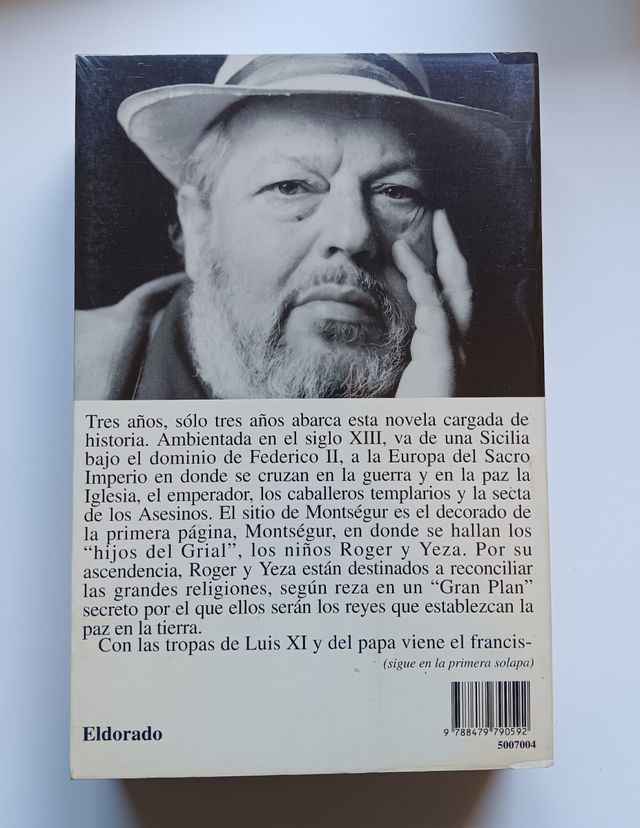 Tres años, sólo tres años abarca esta novela cargada de
historia. Ambientada en el siglo XIII, va de una Sicilia
bajo el dominio de Federico II, a la Europa del Sacro
Imperio en donde se cruzan en la guerra y en la paz la
Iglesia, el emperador, los caballeros templarios y la secta
de los Asesinos. El sitio de Montségur es el decorado de
la primera página, Montségur, en donde se hallan los
“hijos del Grial”, los niños Roger y Yeza. Por su
ascendencia, Roger y Yeza están destinados a reconciliar
las grandes religiones, según reza en un “Gran Plan”
secreto por el que ellos serán los reyes que establezcan la
paz en la tierra.
Con las tropas de Luis XI y del papa viene el francis-
(sigue en la primera solapa)
9 788479 790592
5007004
Eldorado